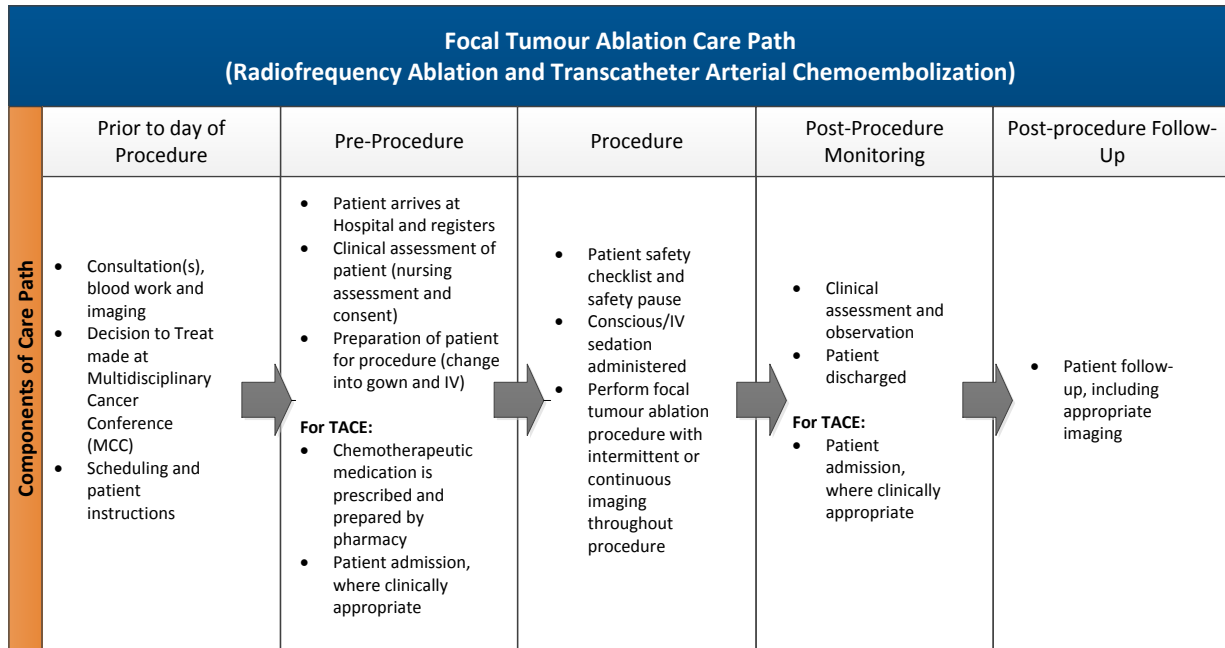 Focal Tumour Ablation Care Path
(Radiofrequency Ablation and Transcatheter Arterial Chemoembolization)
Components of Care Path
Prior to day of
Procedure
Pre-Procedure
Procedure
Post-Procedure
Monitoring
Post-procedure Follow-
Up
• Consultation(s),
blood work and
imaging
• Decision to Treat
made at
Multidisciplinary
Cancer
Conference
(MCC)
• Scheduling and
patient
instructions
• Patient arrives at
Hospital and registers
• Clinical assessment of
patient (nursing
assessment and
consent)
• Preparation of patient
for procedure (change
into gown and IV)
For TACE:
• Chemotherapeutic
medication is
prescribed and
prepared by
pharmacy
• Patient admission,
where clinically
appropriate
• Patient safety
checklist and
safety pause
• Conscious/IV
sedation
administered
• Perform focal
tumour ablation
procedure with
intermittent or
continuous
imaging
throughout
procedure
• Clinical
assessment and
observation
• Patient
discharged
For TACE:
• Patient
admission,
where clinically
appropriate
• Patient follow-
up, including
appropriate
imaging